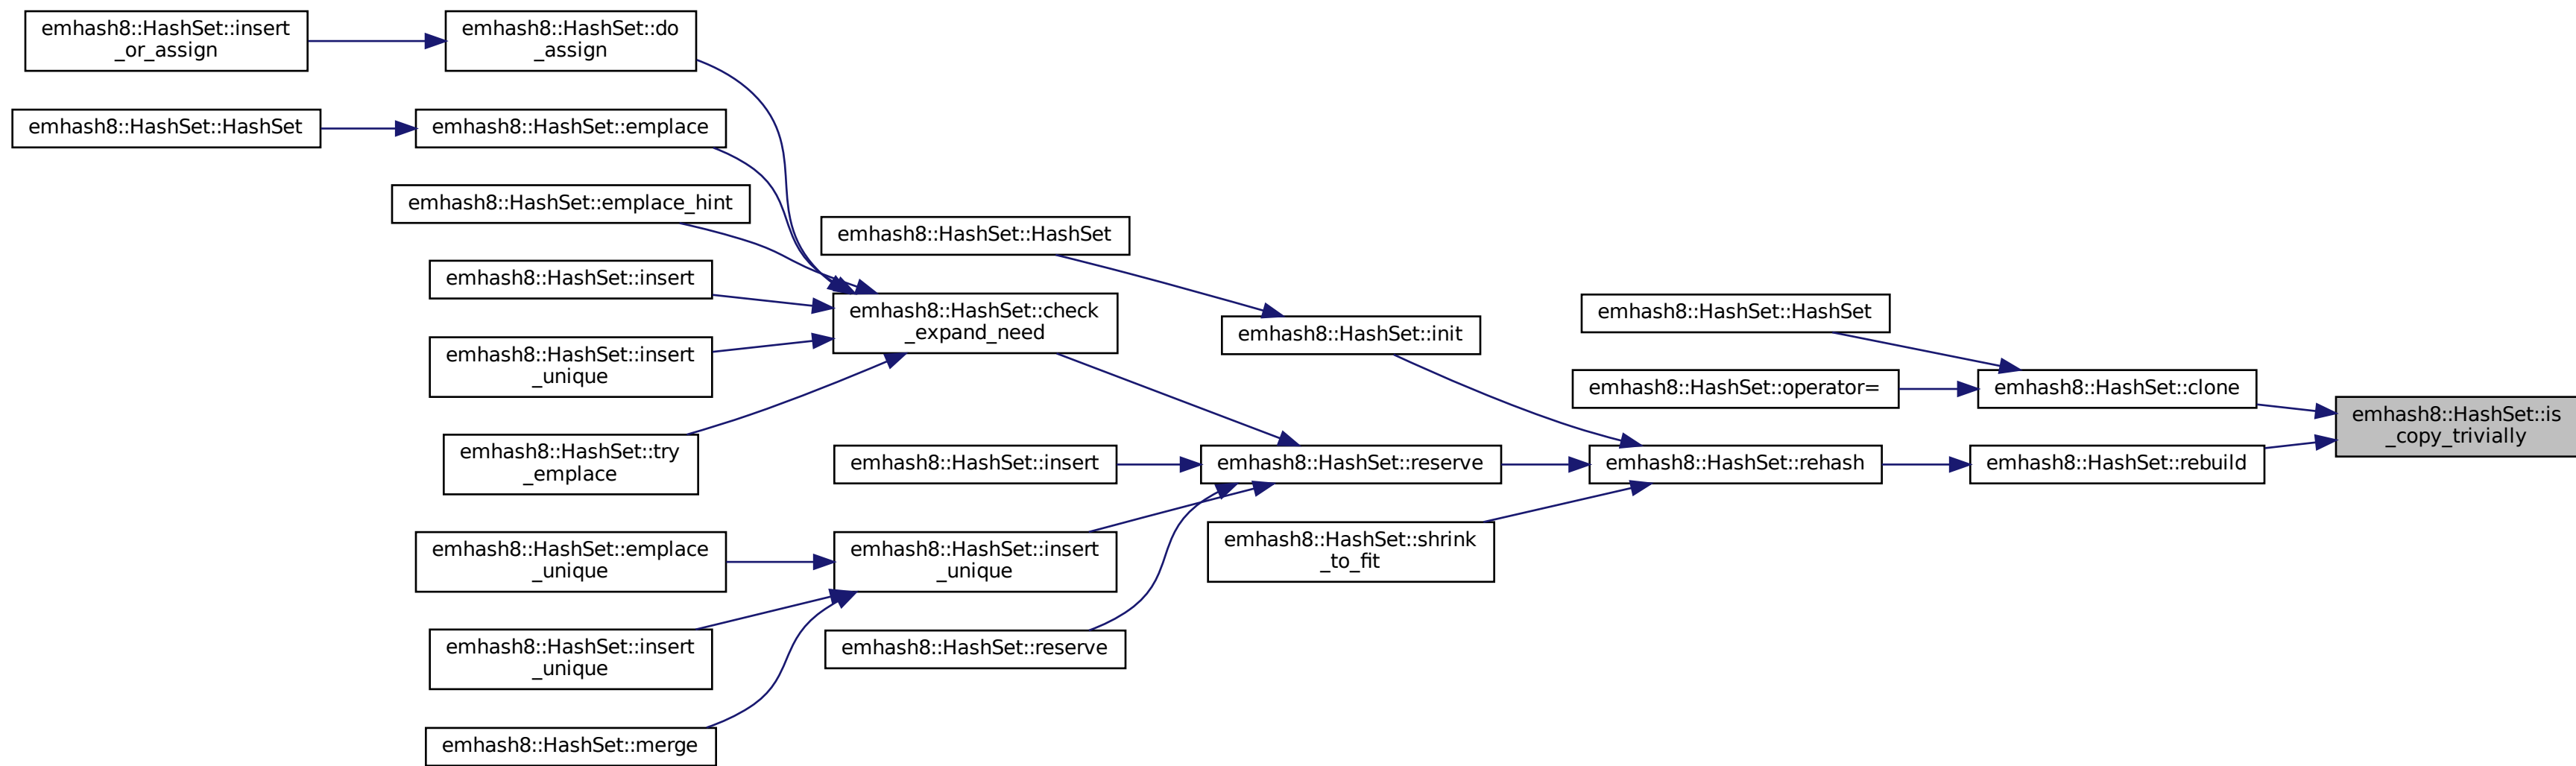 emhash8::HashSet::insert
_or_assign
emhash8::HashSet::do
_assign
emhash8::HashSet::HashSet
emhash8::HashSet::emplace
emhash8::HashSet::emplace_hint
emhash8::HashSet::insert
emhash8::HashSet::insert
_unique
emhash8::HashSet::try
_emplace
emhash8::HashSet::emplace
_unique
emhash8::HashSet::insert
_unique
emhash8::HashSet::merge
emhash8::HashSet::HashSet
emhash8::HashSet::check
_expand_need
emhash8::HashSet::insert
emhash8::HashSet::insert
_unique
emhash8::HashSet::reserve
emhash8::HashSet::init
emhash8::HashSet::reserve
emhash8::HashSet::shrink
_to_fit
emhash8::HashSet::HashSet
emhash8::HashSet::operator=
emhash8::HashSet::rehash
emhash8::HashSet::clone
emhash8::HashSet::rebuild
emhash8::HashSet::is
_copy_trivially